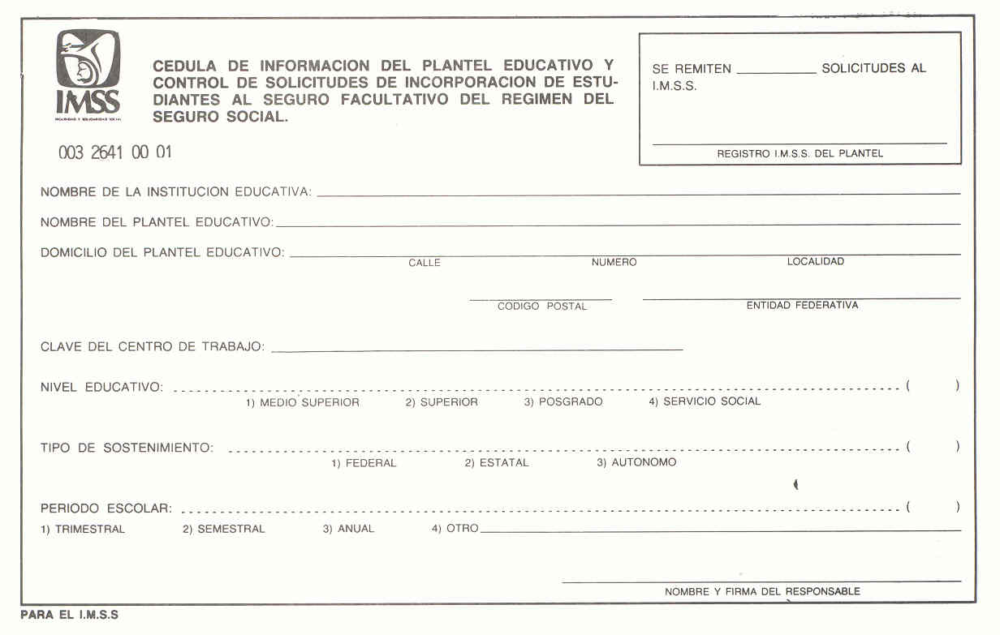 IMSS
SEGURIDAD Y SOLIDARIDAD SOCIAL
CEDULA DE INFORMACION DEL PLANTEL EDUCATIVO Y
CONTROL DE SOLICITUDES DE INCORPORACION DE ESTU-
DIANTES AL SEGURO FACULTATIVO DEL REGIMEN DEL
SEGURO SOCIAL.
SE REMITEN __________ SOLICITUDES AL
I.M.S.S.
REGISTRO I.M.S.S. DEL PLANTEL
003 2641 00 01
NOMBRE DE LA INSTITUCION EDUCATIVA:
NOMBRE DEL PLANTEL EDUCATIVO:
DOMICILIO DEL PLANTEL EDUCATIVO:
CALLE NUMERO LOCALIDAD
CODIGO POSTAL ENTIDAD FEDERATIVA
CLAVE DEL CENTRO DE TRABAJO:
NIVEL EDUCATIVO: ( )
1) MEDIO SUPERIOR 2) SUPERIOR 3) POSGRADO 4) SERVICIO SOCIAL
TIPO DE SOSTENIMIENTO: ( )
1) FEDERAL 2) ESTATAL 3) AUTONOMO
PERIODO ESCOLAR: ( )
1) TRIMESTRAL 2) SEMESTRAL 3) ANUAL 4) OTRO
NOMBRE Y FIRMA DEL RESPONSABLE
PARA EL I.M.S.S